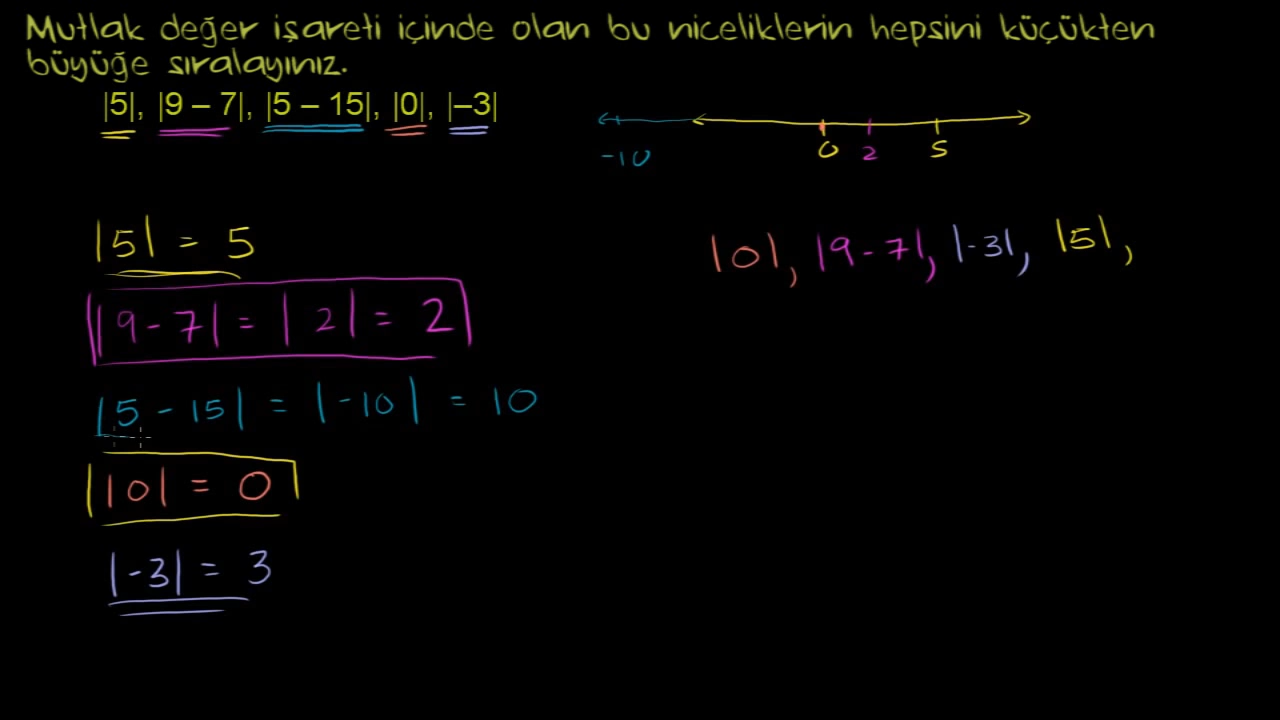 Mutlak değer işareti içinde olan bu niceliklerin hepsini küçükten
büyüğe sıralayınız.
|5|, |9 – 7|, |5 – 15|, |0|, |–3|
-10 0 2 5
|5| = 5
|0|, |9-7|, |-3|, |5|,
|9-7| = |2| = 2
|5 - 15| = |-10| = 10
|0| = 0
|-3| = 3